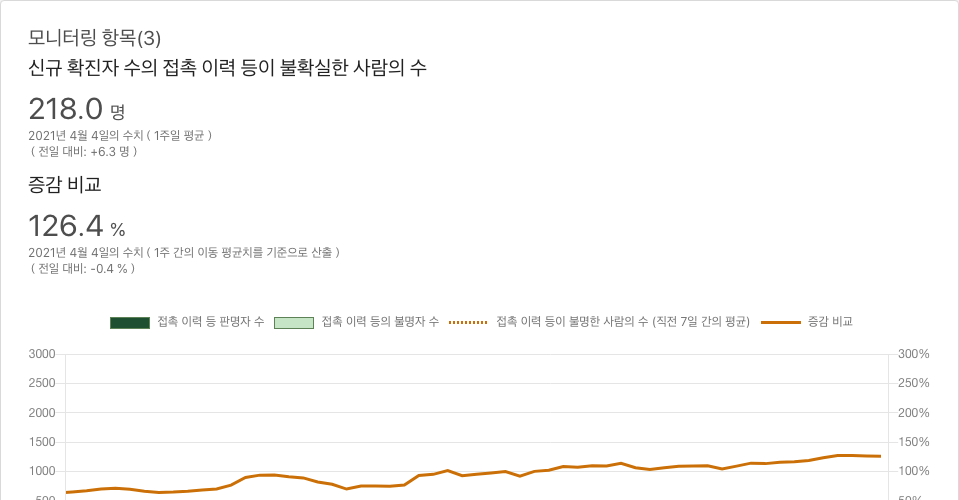 모니터링 항목(3)
신규 확진자 수의 접촉 이력 등이 불확실한 사람의 수
218.0 명
2021년 4월 4일의 수치 ( 1주일 평균 )
( 전일 대비: +6.3 명 )
증감 비교
126.4 %
2021년 4월 4일의 수치 ( 1주 간의 이동 평균치를 기준으로 산출 )
( 전일 대비: -0.4 % )
접촉 이력 등 판명자 수 접촉 이력 등의 불명자 수 접촉 이력 등이 불명한 사람의 수 (직전 7일 간의 평균) 증감 비교
3000 300%
2500 250%
2000 200%
1500 150%
1000 100%
500 50%